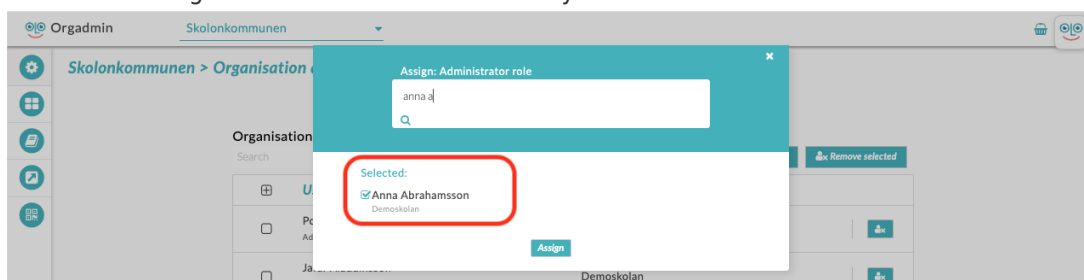 Orgadmin
Skolonkommunen
Skolonkommunen > Organisation
Assign: Administrator role
anna a
Organisation
Search
Remove selected
Selected:
Anna Abrahamsson
Demoskolan
Assign
Demoskolan